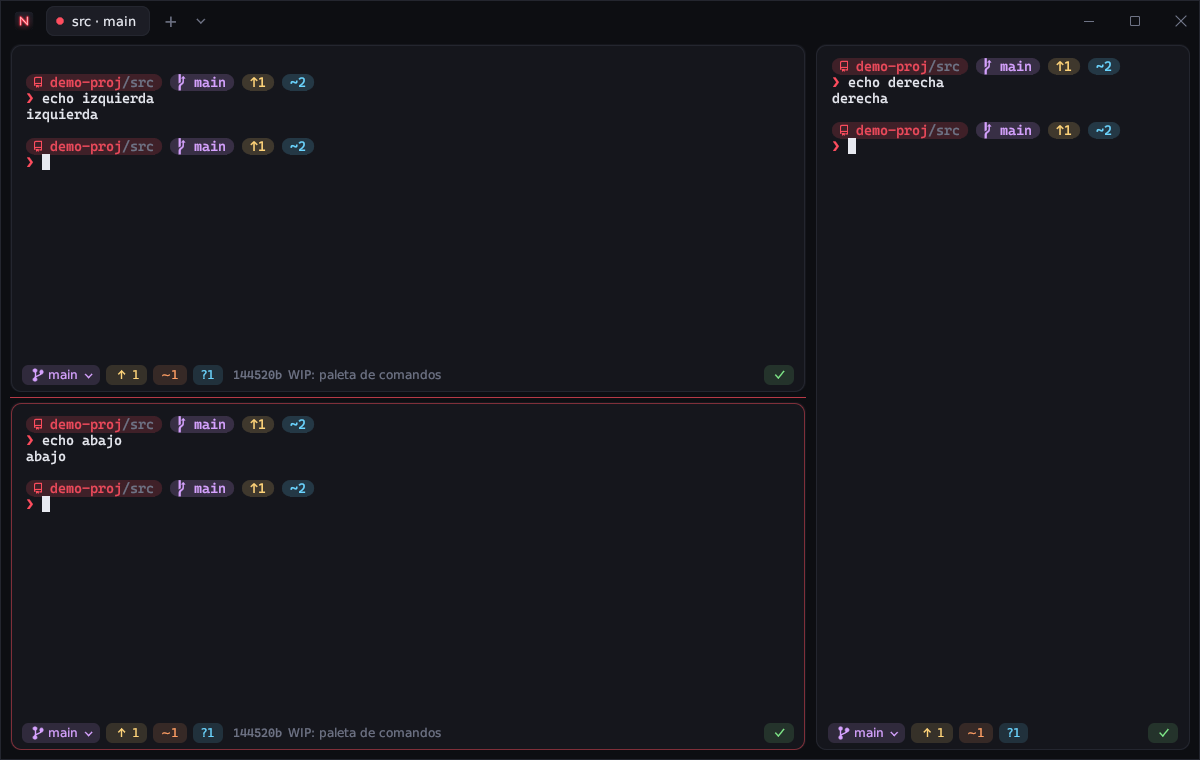 N src · main
demo-proj/src main ↑1 ~2
❯ echo izquierda
izquierda
demo-proj/src main ↑1 ~2
❯
main ↑ 1 ~1 ?1 144520b WIP: paleta de comandos ✓
demo-proj/src main ↑1 ~2
❯ echo abajo
abajo
demo-proj/src main ↑1 ~2
❯
main ↑ 1 ~1 ?1 144520b WIP: paleta de comandos ✓
demo-proj/src main ↑1 ~2
❯ echo derecha
derecha
demo-proj/src main ↑1 ~2
❯
main ↑ 1 ~1 ?1 ✓